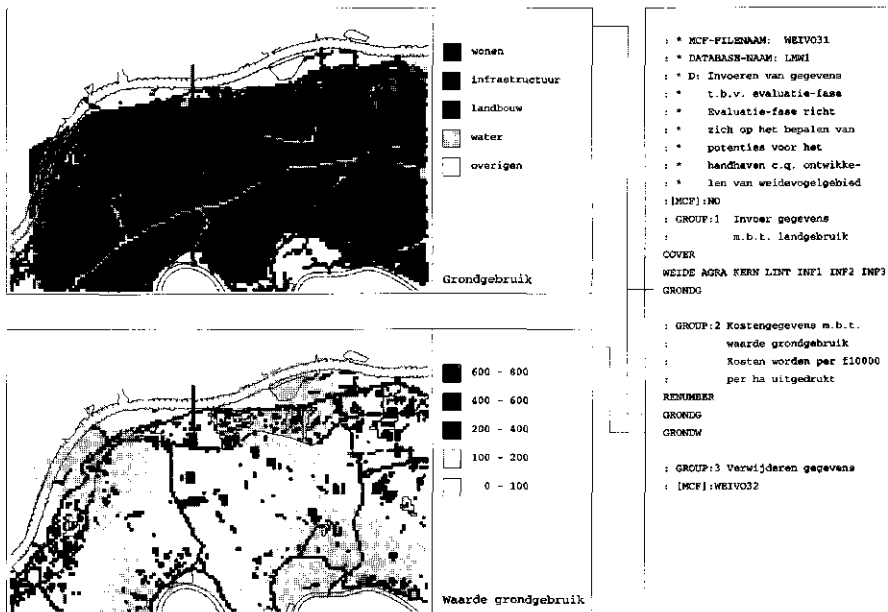 wonen
infrastructuur
landbouw
water
overigen
Grondgebruik
600 - 800
400 - 600
200 - 400
100 - 200
0 - 100
Waarde grondgebruik
: * MCF-FILENAAM: WEIVO31
: * DATABASE-NAAM: LMW1
: * D: Invoeren van gegevens
: * t.b.v. evaluatie-fase
: * Evaluatie-fase richt
: * zich op het bepalen van
: * potenties voor het
: * handhaven c.q. ontwikke-
: * len van weidevogelgebied
:[MCF]:NO
: GROUP:1 Invoer gegevens
: m.b.t. landgebruik
COVER
WEIDE AGRA KERN LINT INF1 INF2 INF3
GRONDG
: GROUP:2 Kostengegevens m.b.t.
: waarde grondgebruik
: Kosten worden per f10000
: per ha uitgedrukt
RENUMBER
GRONDG
GRONDW
: GROUP:3 Verwijderen gegevens
: [MCF]:WEIVO32